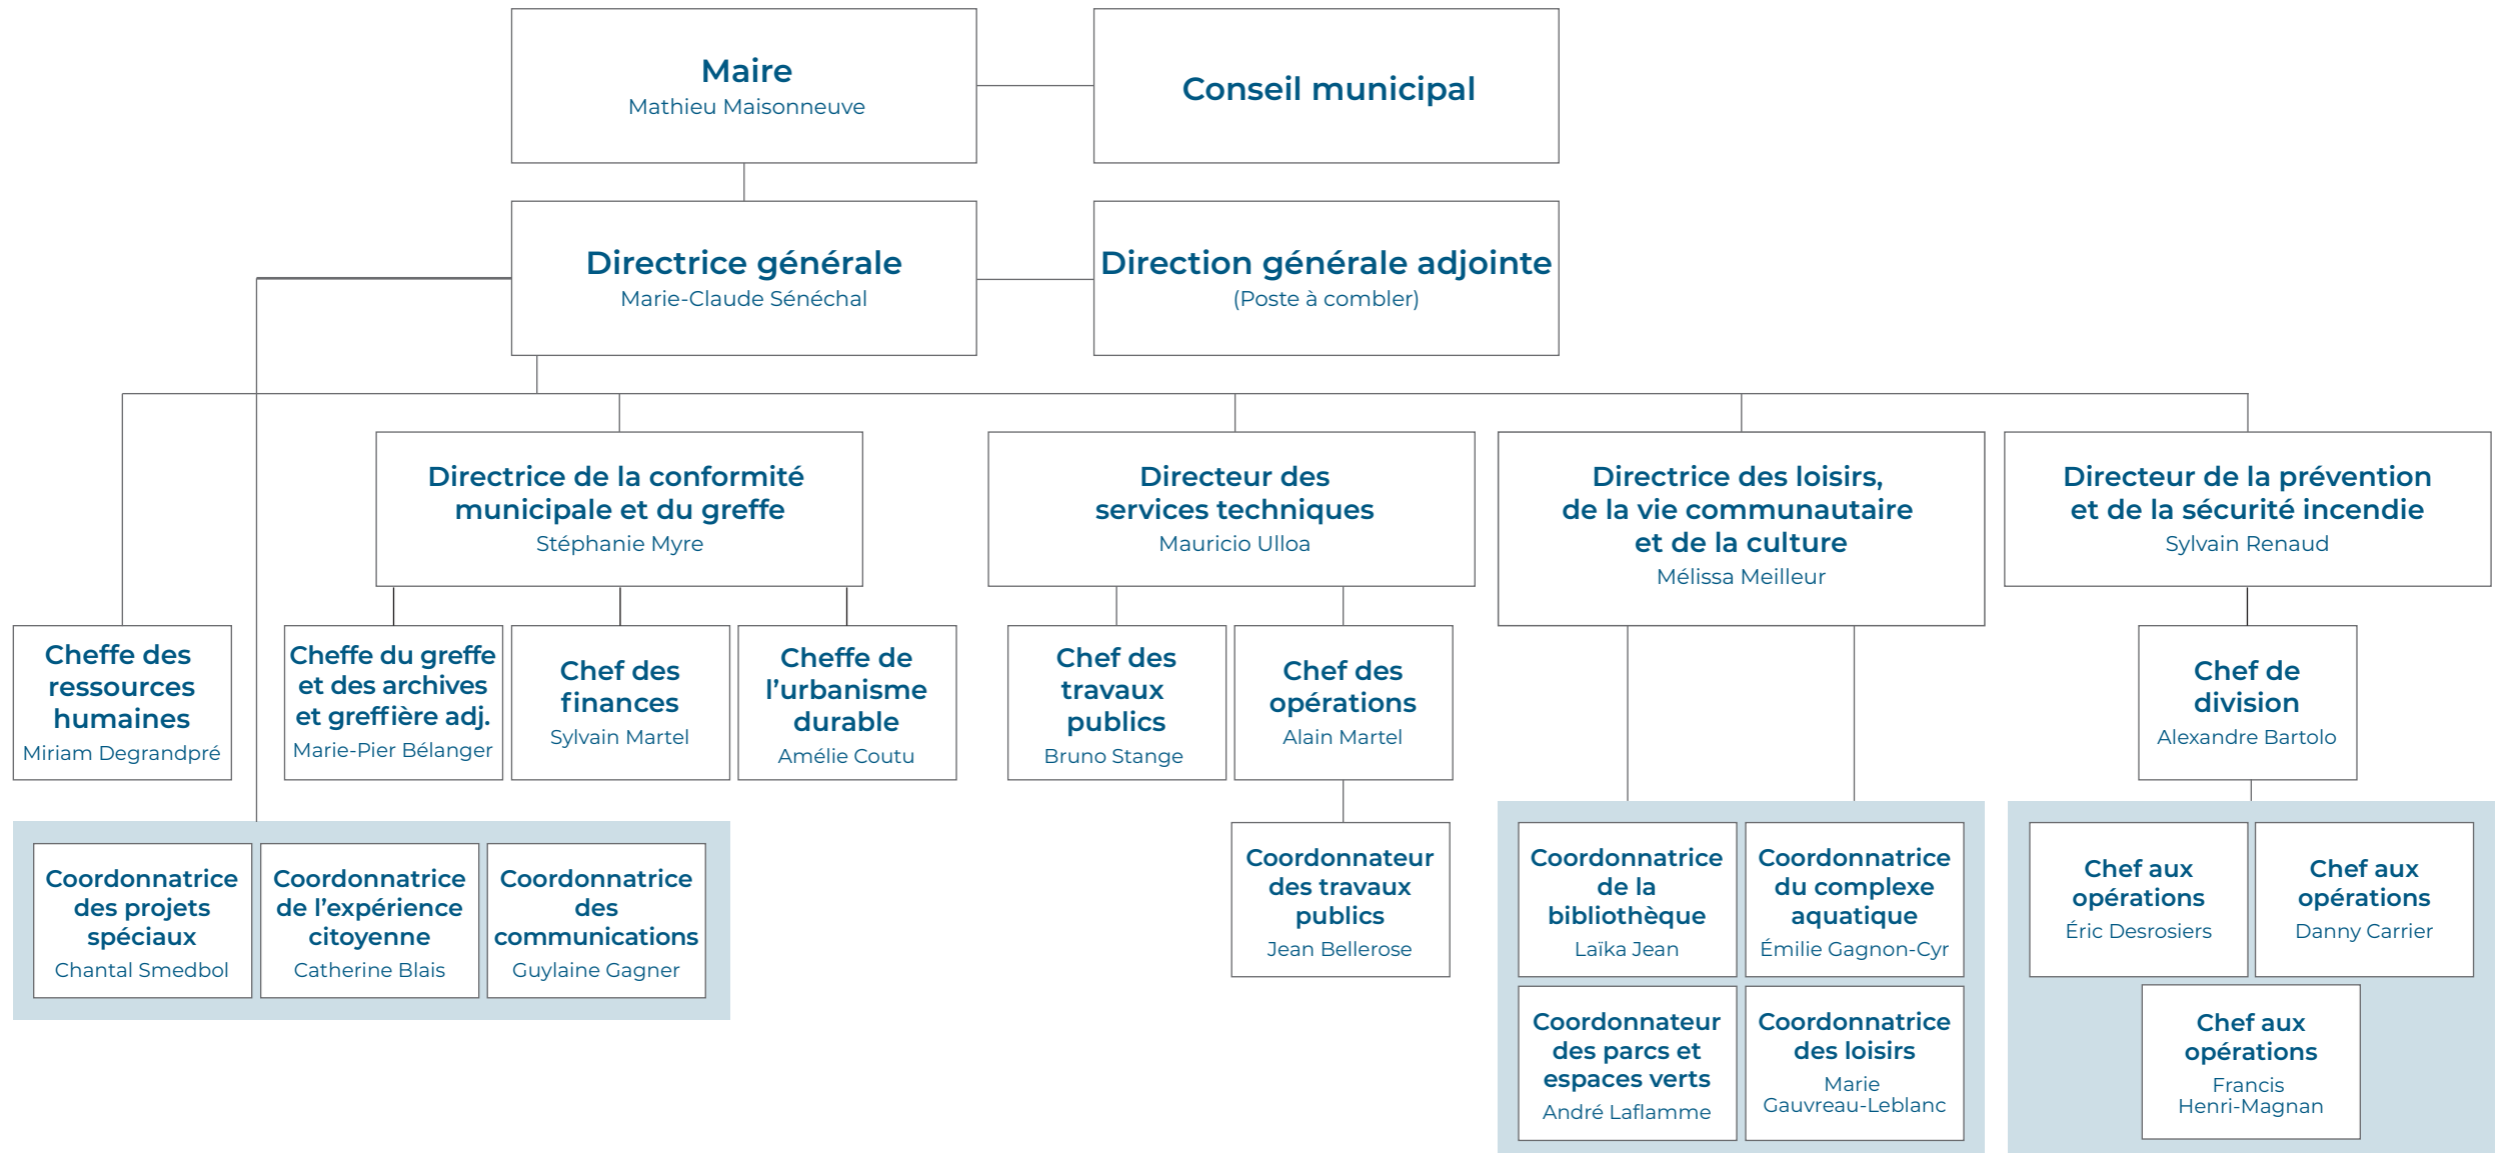 Maire
Mathieu Maisonneuve
Conseil municipal
Directrice générale
Marie-Claude Sénéchal
Direction générale adjointe
(Poste à combler)
Directrice de la conformité
municipale et du greffe
Stéphanie Myre
Directeur des
services techniques
Mauricio Ulloa
Directrice des loisirs,
de la vie communautaire
et de la culture
Mélissa Meilleur
Directeur de la prévention
et de la sécurité incendie
Sylvain Renaud
Cheffe des
ressources
humaines
Miriam Degrandpré
Cheffe du greffe
et des archives
et greffière adj.
Marie-Pier Bélanger
Chef des
finances
Sylvain Martel
Cheffe de
l’urbanisme
durable
Amélie Coutu
Chef des
travaux
publics
Bruno Stange
Chef des
opérations
Alain Martel
Chef de
division
Alexandre Bartolo
Coordonnatrice
des projets
spéciaux
Chantal Smedbol
Coordonnatrice
de l’expérience
citoyenne
Catherine Blais
Coordonnatrice
des
communications
Guylaine Gagner
Coordonnateur
des travaux
publics
Jean Bellerose
Coordonnatrice
de la
bibliothèque
Laïka Jean
Coordonnatrice
du complexe
aquatique
Émilie Gagnon-Cyr
Coordonnateur
des parcs et
espaces verts
André Laflamme
Coordonnatrice
des loisirs
Marie
Gauvreau-Leblanc
Chef aux
opérations
Éric Desrosiers
Chef aux
opérations
Danny Carrier
Chef aux
opérations
Francis
Henri-Magnan